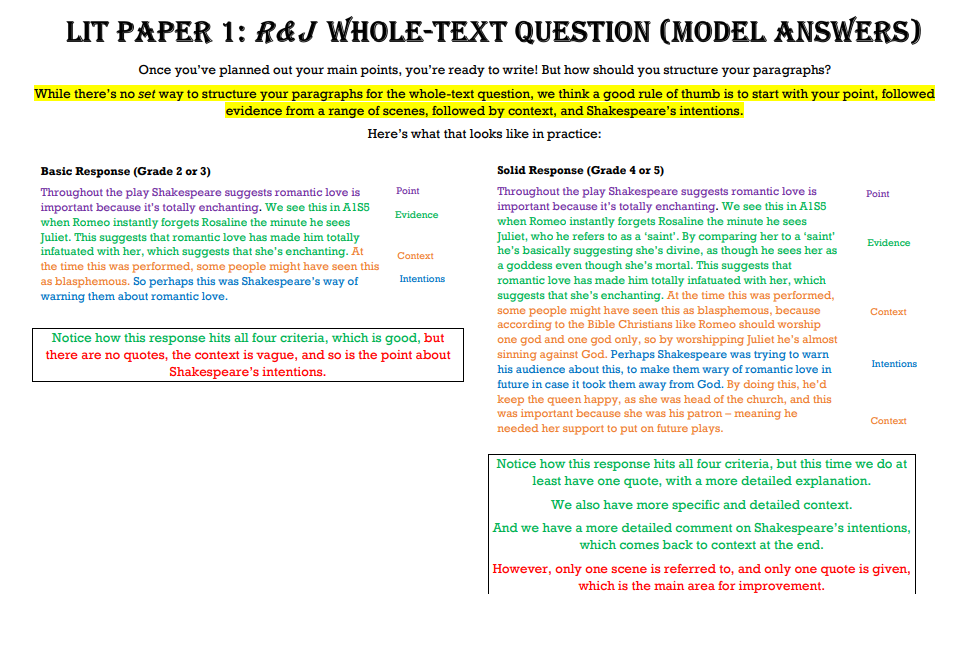 LIT PAPER 1: R&J WHOLE-TEXT QUESTION (MODEL ANSWERS)
Once you’ve planned out your main points, you’re ready to write! But how should you structure your paragraphs?
While there’s no set way to structure your paragraphs for the whole-text question, we think a good rule of thumb is to start with your point, followed
evidence from a range of scenes, followed by context, and Shakespeare’s intentions.
Here’s what that looks like in practice:
Basic Response (Grade 2 or 3)
Throughout the play Shakespeare suggests romantic love is
important because it’s totally enchanting. We see this in A1S5
when Romeo instantly forgets Rosaline the minute he sees
Juliet. This suggests that romantic love has made him totally
infatuated with her, which suggests that she’s enchanting. At
the time this was performed, some people might have seen this
as blasphemous. So perhaps this was Shakespeare’s way of
warning them about romantic love.
Point
Evidence
Context
Intentions
Notice how this response hits all four criteria, which is good, but
there are no quotes, the context is vague, and so is the point about
Shakespeare’s intentions.
Solid Response (Grade 4 or 5)
Throughout the play Shakespeare suggests romantic love is
important because it’s totally enchanting. We see this in A1S5
when Romeo instantly forgets Rosaline the minute he sees
Juliet, who he refers to as a ‘saint’. By comparing her to a ‘saint’
he’s basically suggesting she’s divine, as though he sees her as
a goddess even though she’s mortal. This suggests that
romantic love has made him totally infatuated with her, which
suggests that she’s enchanting. At the time this was performed,
some people might have seen this as blasphemous, because
according to the Bible Christians like Romeo should worship
one god and one god only, so by worshipping Juliet he’s almost
sinning against God. Perhaps Shakespeare was trying to warn
his audience about this, to make them wary of romantic love in
future in case it took them away from God. By doing this, he’d
keep the queen happy, as she was head of the church, and this
was important because she was his patron – meaning he
needed her support to put on future plays.
Point
Evidence
Context
Intentions
Context
Notice how this response hits all four criteria, but this time we do at
least have one quote, with a more detailed explanation.
We also have more specific and detailed context.
And we have a more detailed comment on Shakespeare’s intentions,
which comes back to context at the end.
However, only one scene is referred to, and only one quote is given,
which is the main area for improvement.